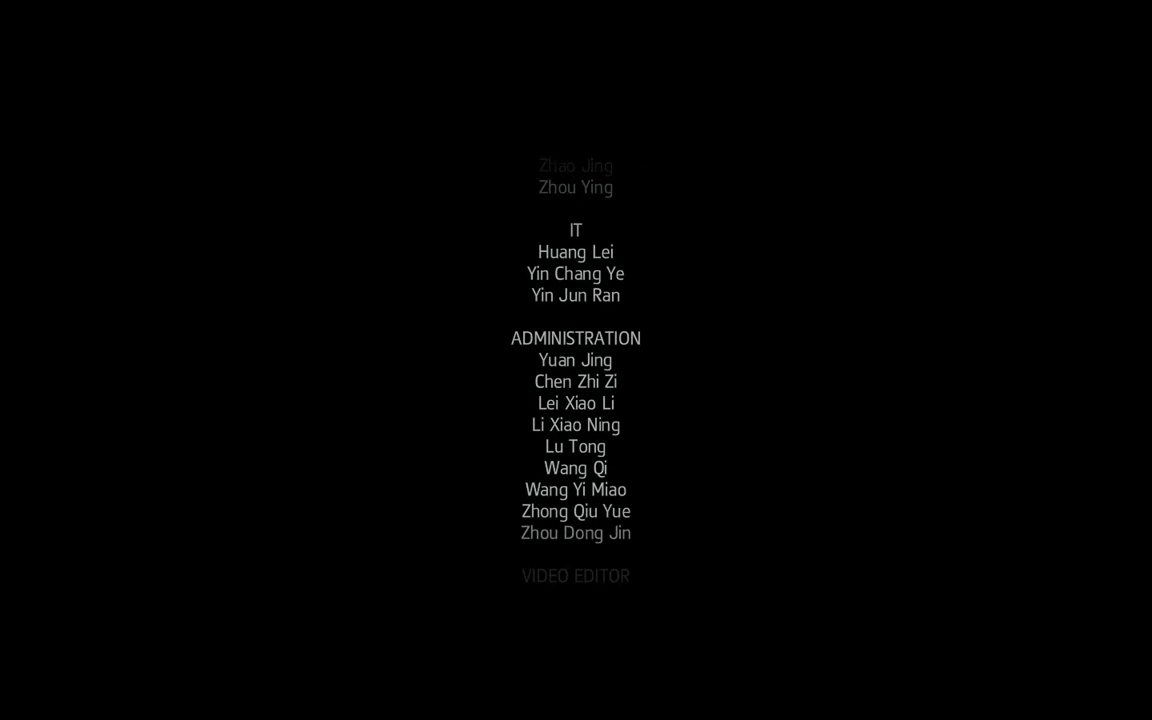 Zhao Jing
Zhou Ying
IT
Huang Lei
Yin Chang Ye
Yin Jun Ran
ADMINISTRATION
Yuan Jing
Chen Zhi Zi
Lei Xiao Li
Li Xiao Ning
Lu Tong
Wang Qi
Wang Yi Miao
Zhong Qiu Yue
Zhou Dong Jin
VIDEO EDITOR